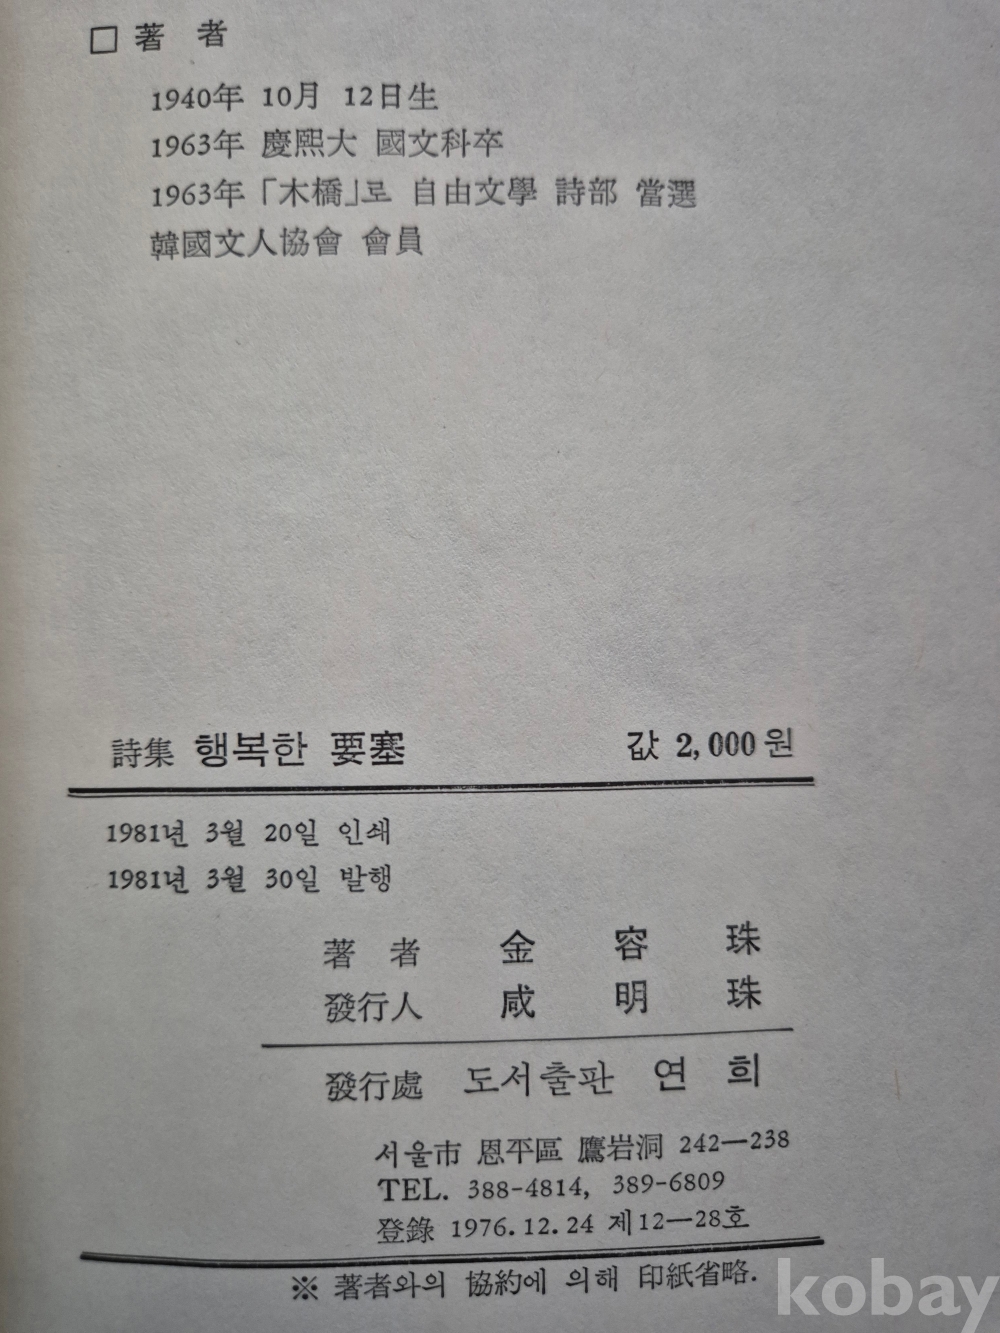 □ 著 者
1940年 10月 12日生
1963年 慶熙大 國文科卒
1963年 「木橋」로 自由文學 詩部 當選
韓國文人協會 會員
詩集 행복한 要塞 값 2,000원
1981년 3월 20일 인쇄
1981년 3월 30일 발행
著 者 金 容 珠
發行人 咸 明 珠
發行處 도서출판 연 희
서울市 恩平區 鷹岩洞 242—238
TEL. 388-4814, 389-6809
登錄 1976.12.24 제12—28호
※ 著者와의 協約에 의해 印紙省略.
kobay